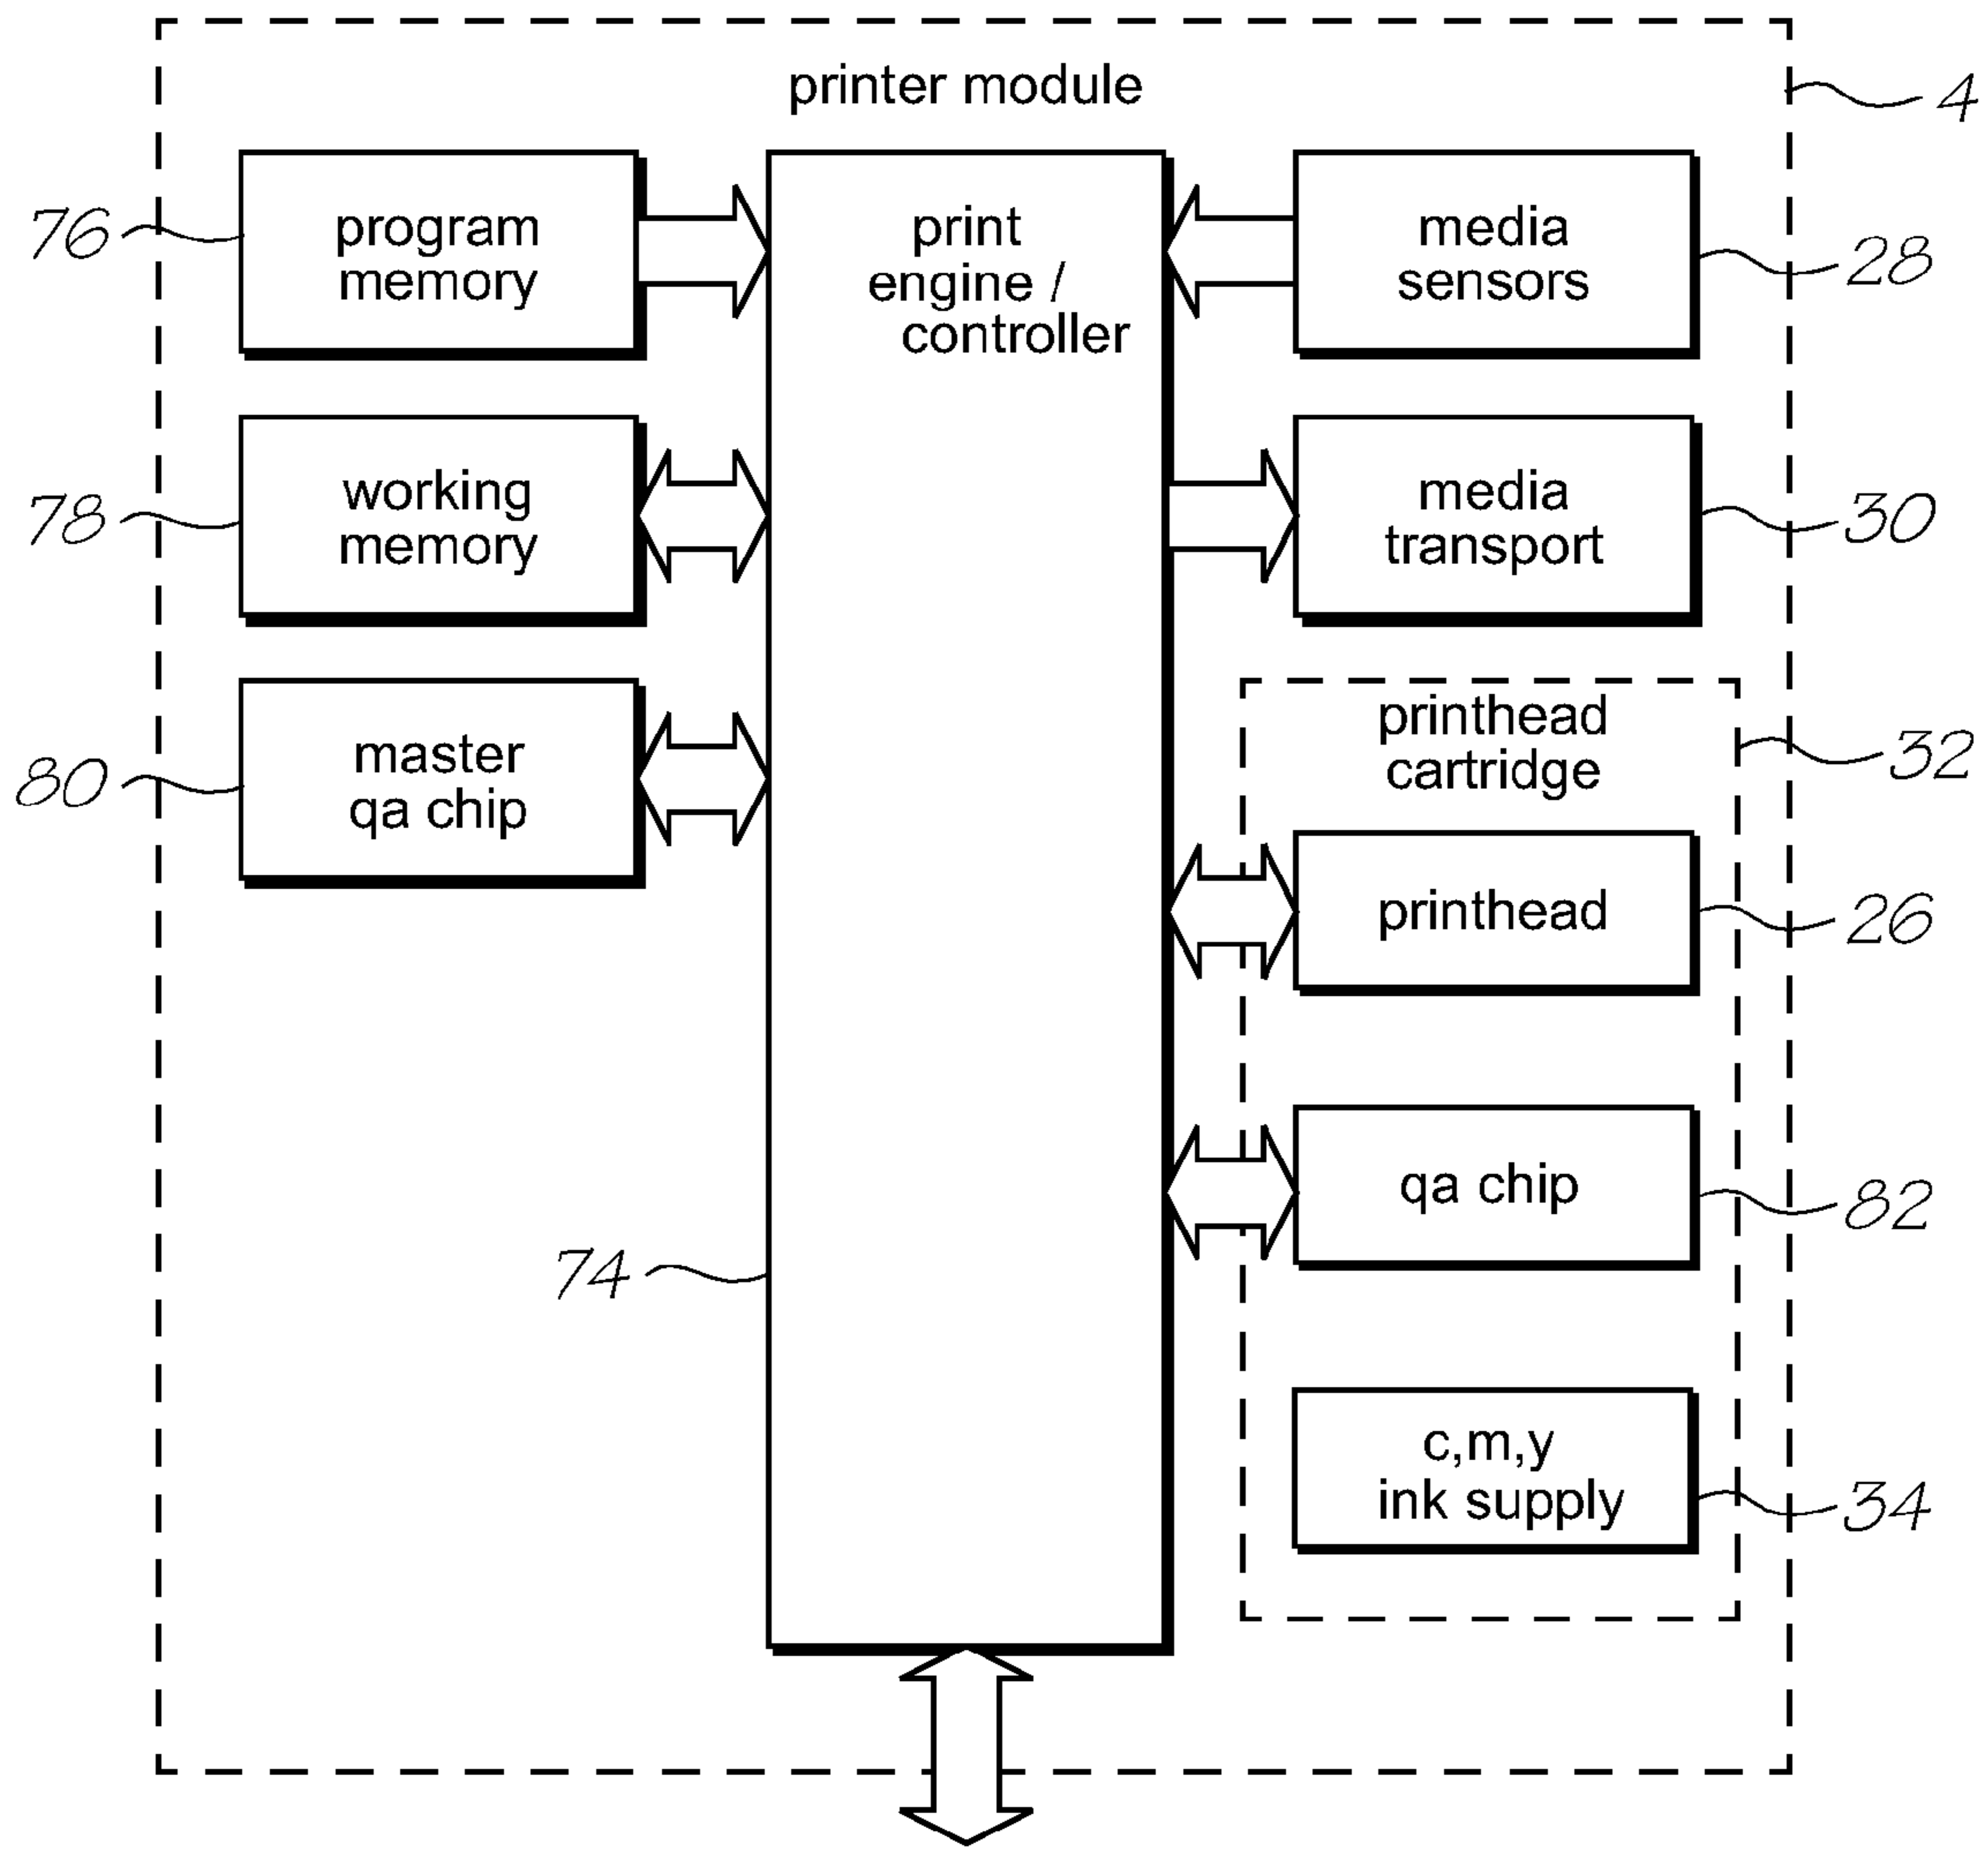 printer module
4
76
program
memory
print
engine /
controller
media
sensors
28
78
working
memory
media
transport
30
80
master
qa chip
printhead
cartridge
32
printhead
26
qa chip
82
74
c,m,y
ink supply
34